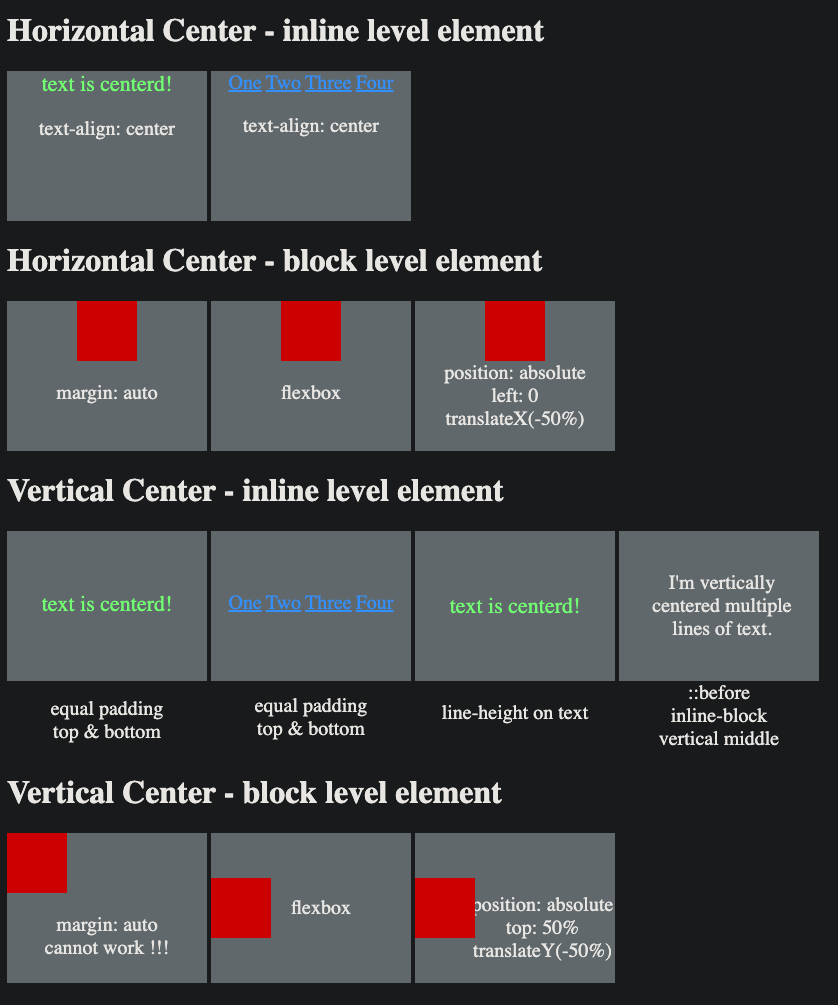 Horizontal Center - inline level element
text is centerd!
text-align: center
One Two Three Four
text-align: center
Horizontal Center - block level element
margin: auto
flexbox
position: absolute
left: 0
translateX(-50%)
Vertical Center - inline level element
text is centerd!
equal padding
top & bottom
One Two Three Four
equal padding
top & bottom
text is centerd!
line-height on text
I'm vertically
centered multiple
lines of text.
::before
inline-block
vertical middle
Vertical Center - block level element
margin: auto
cannot work !!!
flexbox
position: absolute
top: 50%
translateY(-50%)